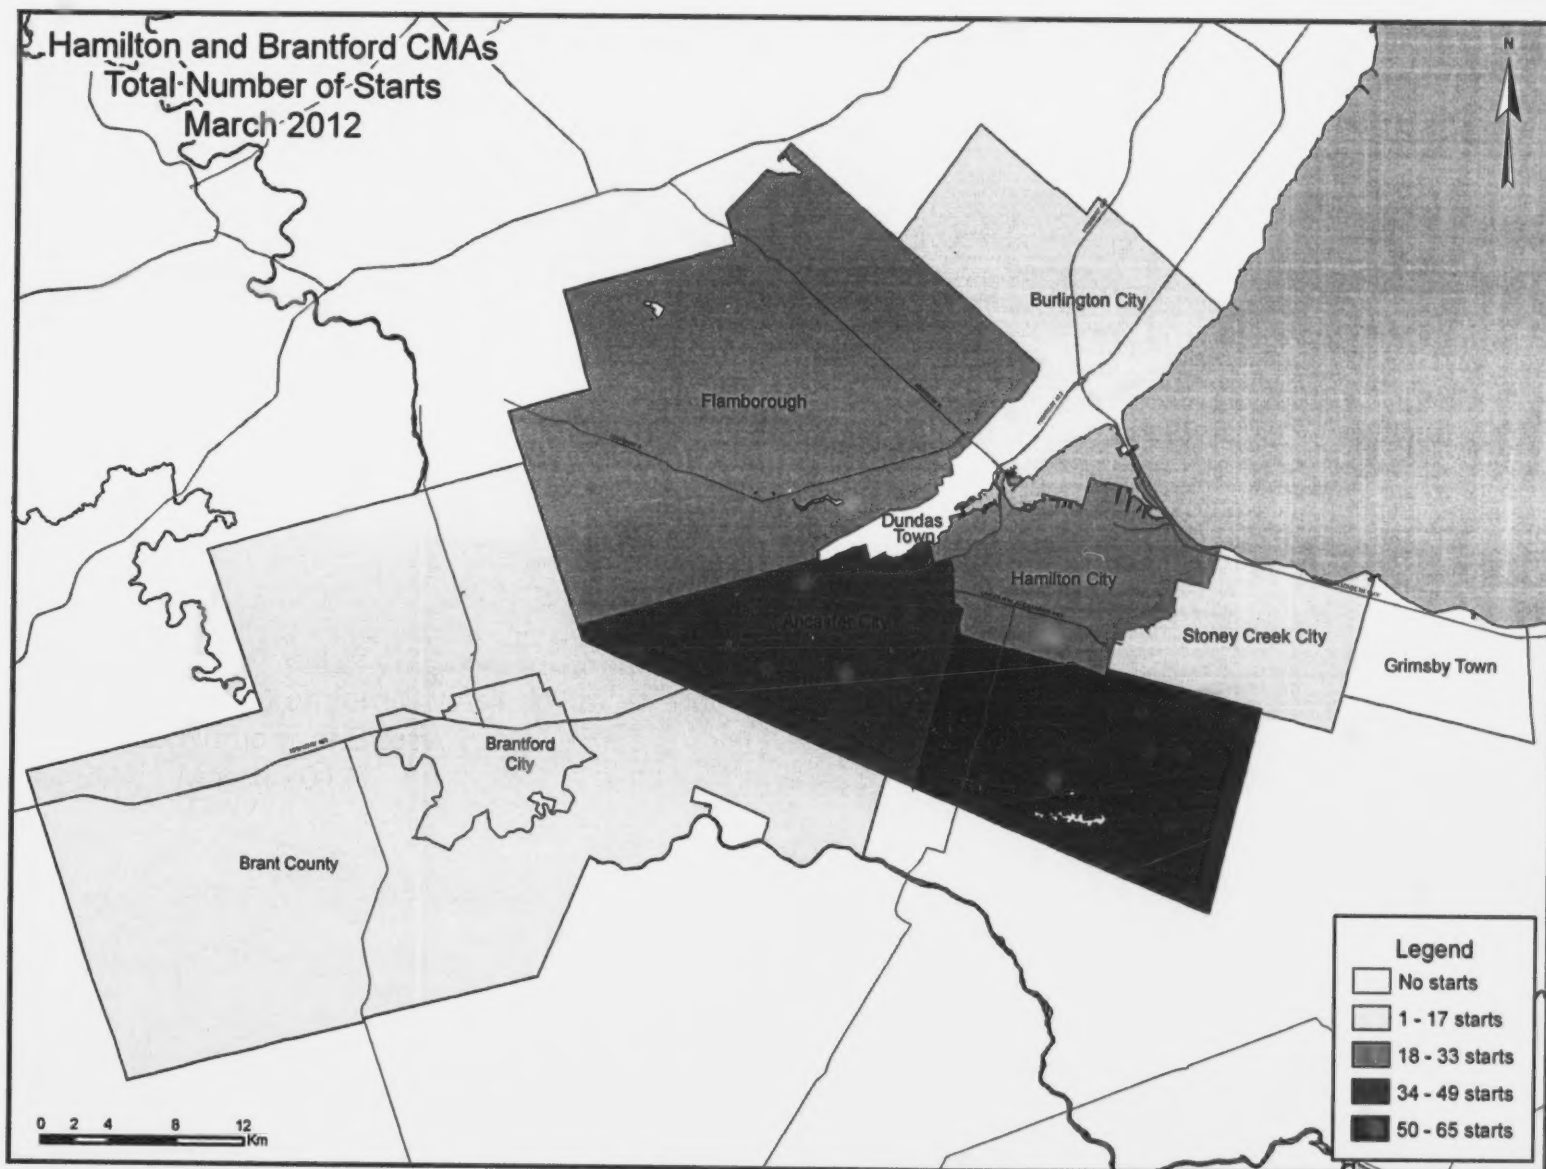 Hamilton and Brantford CMAs
Total Number of Starts
March 2012
N
Burlington City
Flamborough
Dundas
Town
Hamilton City
Ancaster City
Stoney Creek City
Grimsby Town
Brantford
City
Brant County
Legend
No starts
1 - 17 starts
18 - 33 starts
34 - 49 starts
50 - 65 starts
0 2 4 8 12
Km